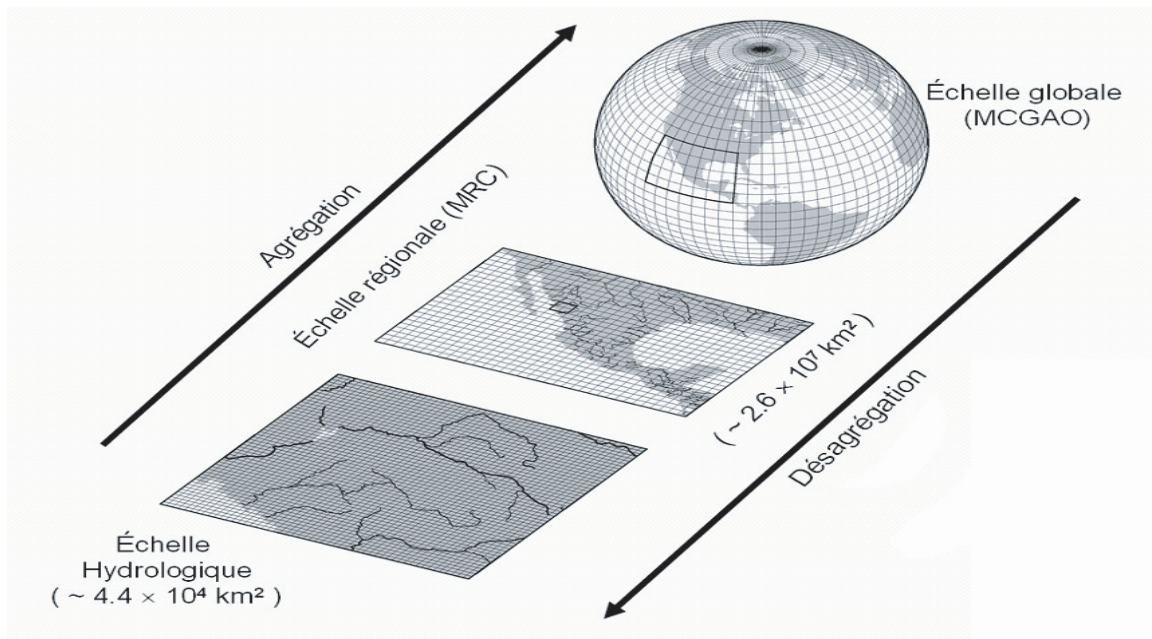 Échelle globale
(MCGAO)
Agrégation
Échelle régionale (MRC)
( ~ 2.6 × 10⁷ km² )
Désagrégation
Échelle
Hydrologique
( ~ 4.4 × 10⁴ km² )